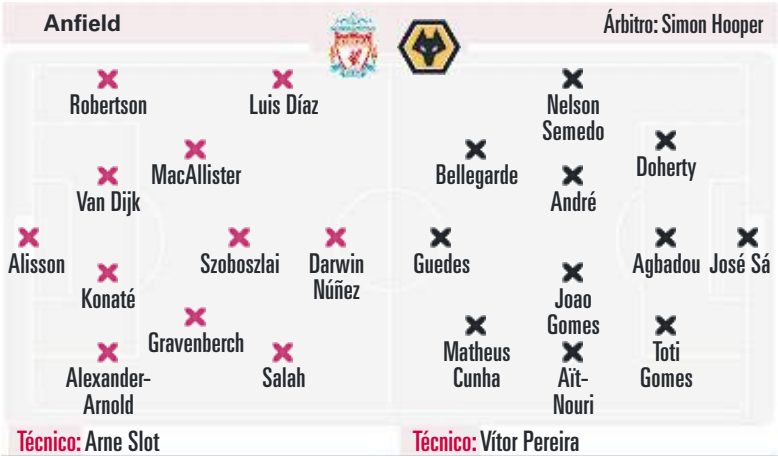 Anfield
Árbitro: Simon Hooper
Robertson
Luis Díaz
MacAllister
Van Dijk
Alisson
Szoboszlai
Darwin
Núñez
Konaté
Gravenberch
Alexander-
Arnold
Salah
Nelson
Semedo
Bellegarde
Doherty
André
Guedes
Agbadou
José Sá
Joao
Gomes
Matheus
Cunha
Aït-
Nouri
Toti
Gomes
Técnico: Arne Slot
Técnico: Vítor Pereira